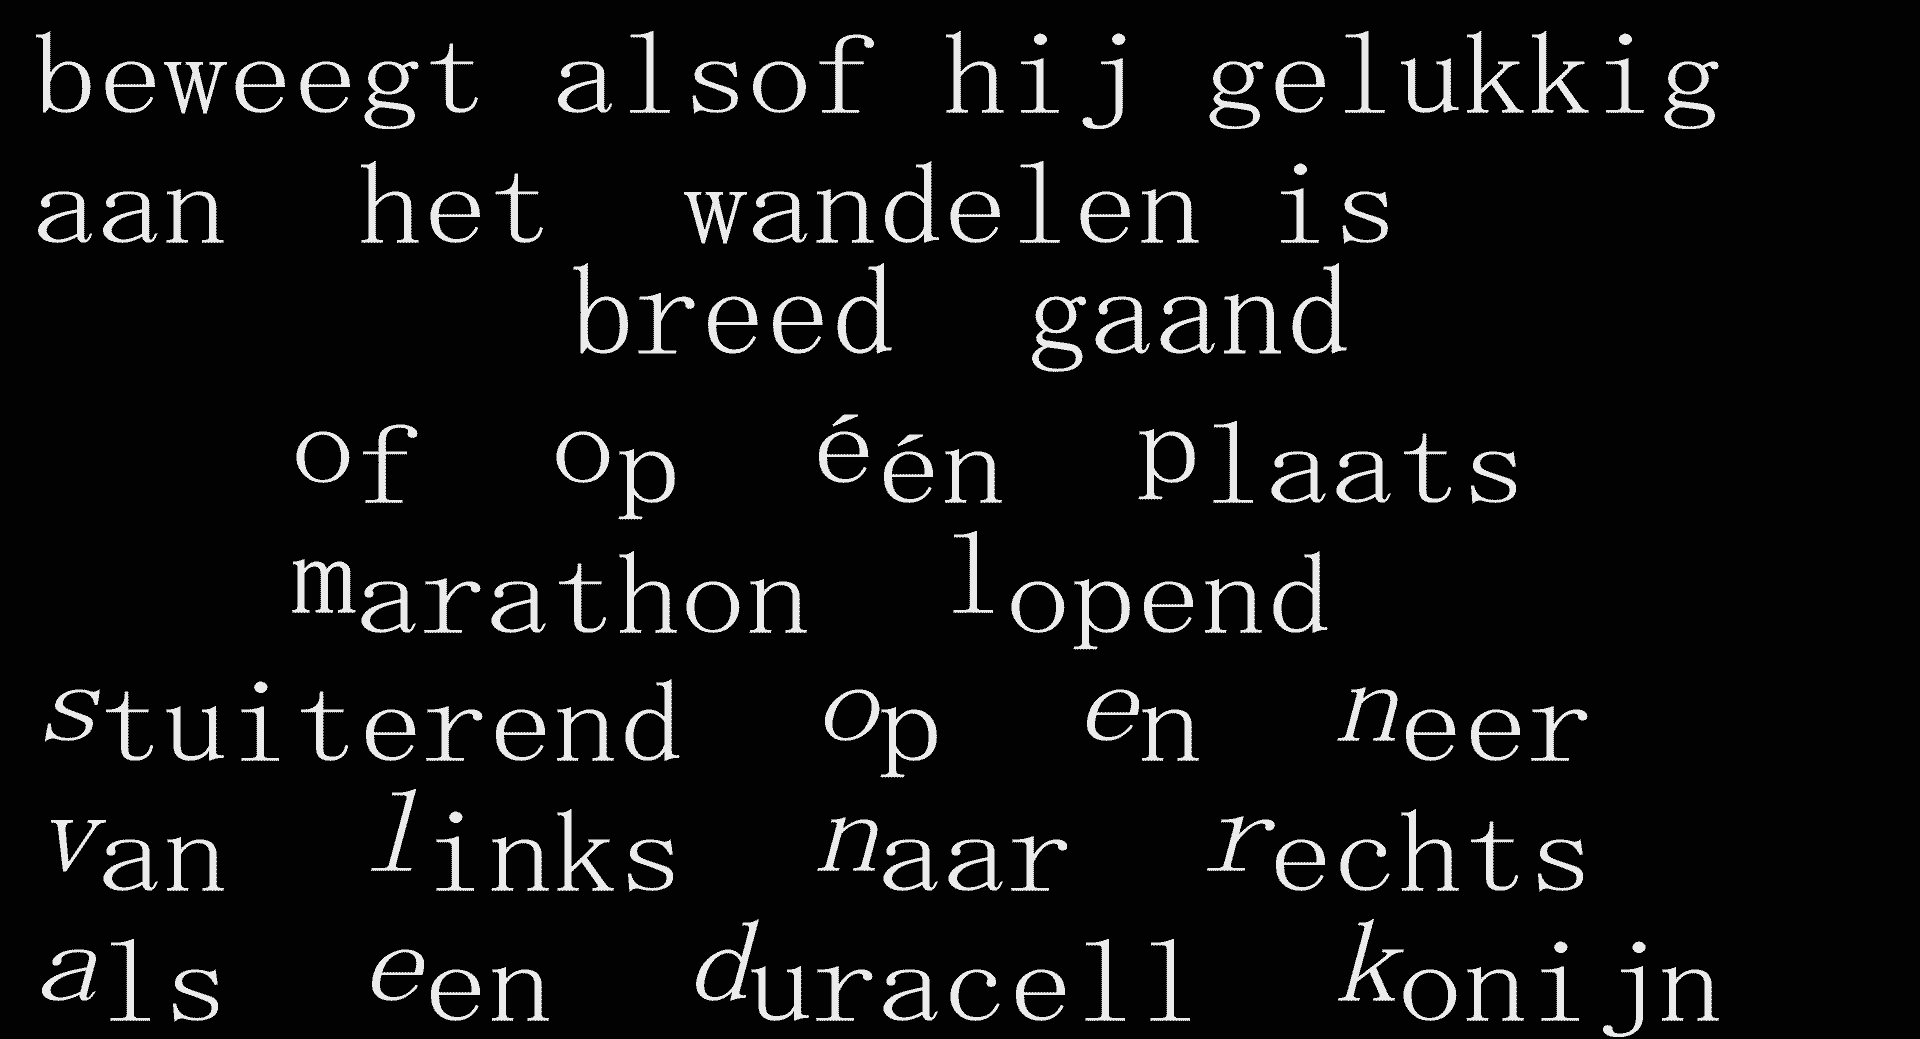 beweegt alsof hij gelukkig
aan het wandelen is
breed gaand
of op één plaats
marathon lopend
stuiterend op en neer
van links naar rechts
als een duracell konijn